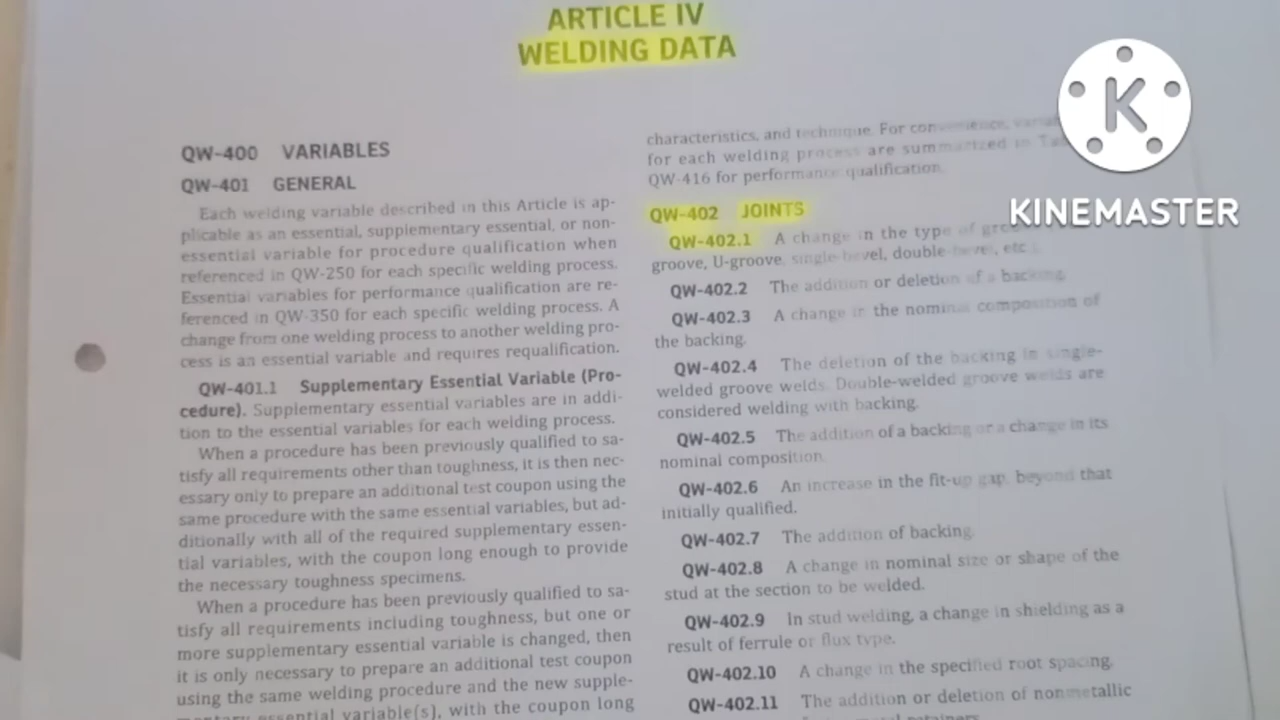 ARTICLE IV
WELDING DATA
QW-400 VARIABLES
QW-401 GENERAL
Each welding variable described in this Article is ap-
plicable as an essential, supplementary essential, or non-
essential variable for procedure qualification when
referenced in QW-250 for each specific welding process.
Essential variables for performance qualification are re-
ferenced in QW-350 for each specific welding process. A
change from one welding process to another welding pro-
cess is an essential variable and requires requalification.
QW-401.1 Supplementary Essential Variable (Pro-
cedure). Supplementary essential variables are in addi-
tion to the essential variables for each welding process.
When a procedure has been previously qualified to sa-
tisfy all requirements other than toughness, it is then nec-
essary only to prepare an additional test coupon using the
same procedure with the same essential variables, but ad-
ditionally with all of the required supplementary essen-
tial variables, with the coupon long enough to provide
the necessary toughness specimens.
When a procedure has been previously qualified to sa-
tisfy all requirements including toughness, but one or
more supplementary essential variable is changed, then
it is only necessary to prepare an additional test coupon
using the same welding procedure and the new supple-
mentary essential variable(s), with the coupon long
characteristics, and technique. For convenience,
for each welding process are summarized in
QW-416 for performance qualification.
QW-402 JOINTS
QW-402.1 A change in the type of
groove, U-groove, single-bevel, double-bevel, etc.).
QW-402.2 The addition or deletion of a backing.
QW-402.3 A change in the nominal composition of
the backing.
QW-402.4 The deletion of the backing in single-
welded groove welds. Double-welded groove welds are
considered welding with backing.
QW-402.5 The addition of a backing or a change in its
nominal composition.
QW-402.6 An increase in the fit-up gap, beyond that
initially qualified.
QW-402.7 The addition of backing.
QW-402.8 A change in nominal size or shape of the
stud at the section to be welded.
QW-402.9 In stud welding, a change in shielding as a
result of ferrule or flux type.
QW-402.10 A change in the specified root spacing.
QW-402.11 The addition or deletion of nonmetallic
retainers
K
KINEMASTER